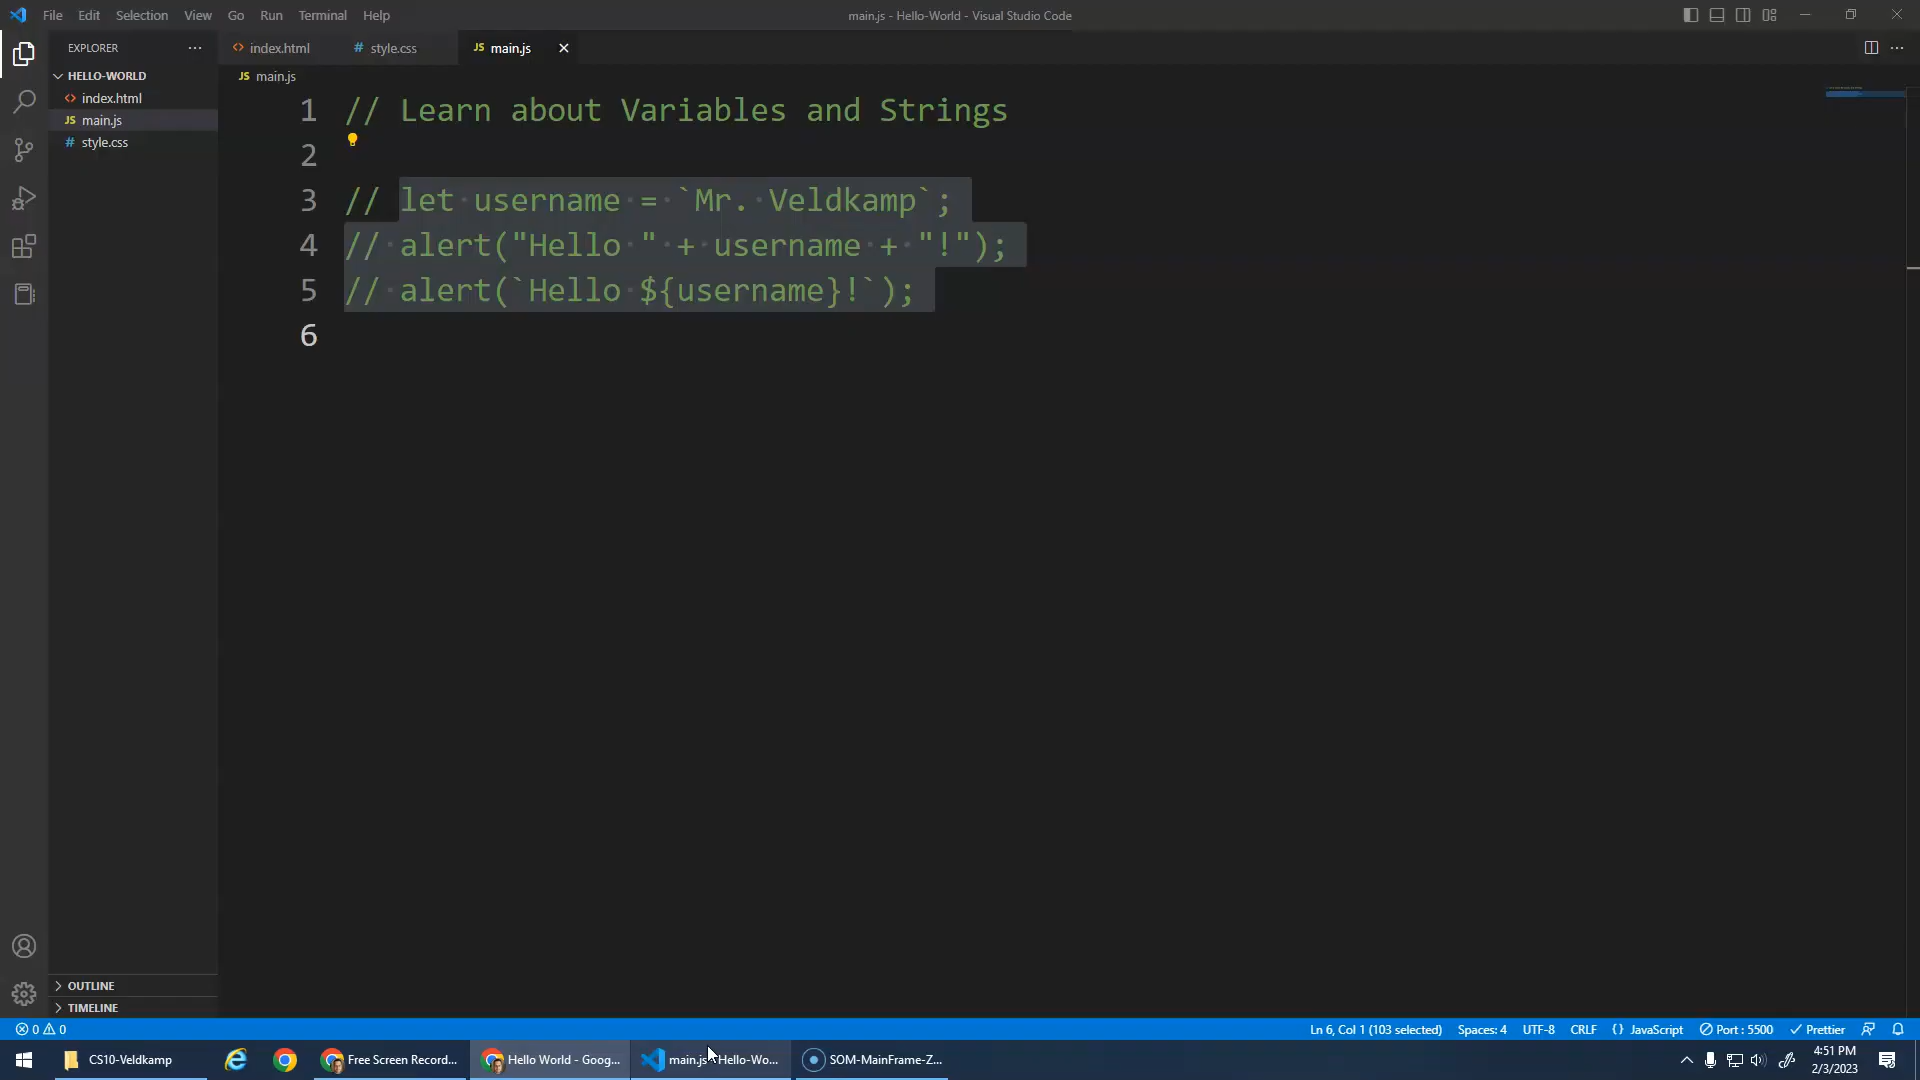 File Edit Selection View Go Run Terminal Help
main.js - Hello-World - Visual Studio Code
EXPLORER
index.html
style.css
main.js
HELLO-WORLD
index.html
main.js
style.css
JS main.js
1 // Learn about Variables and Strings
2
3 // let username = `Mr. Veldkamp`;
4 // alert("Hello " + username + "!");
5 // alert(`Hello ${username}!`);
6
OUTLINE
TIMELINE
0 0
Ln 6, Col 1 (103 selected) Spaces: 4 UTF-8 CRLF {} JavaScript Port : 5500 Prettier
CS10-Veldkamp
Free Screen Record...
Hello World - Goog...
main.js - Hello-Wo...
SOM-MainFrame-Z...
4:51 PM
2/3/2023